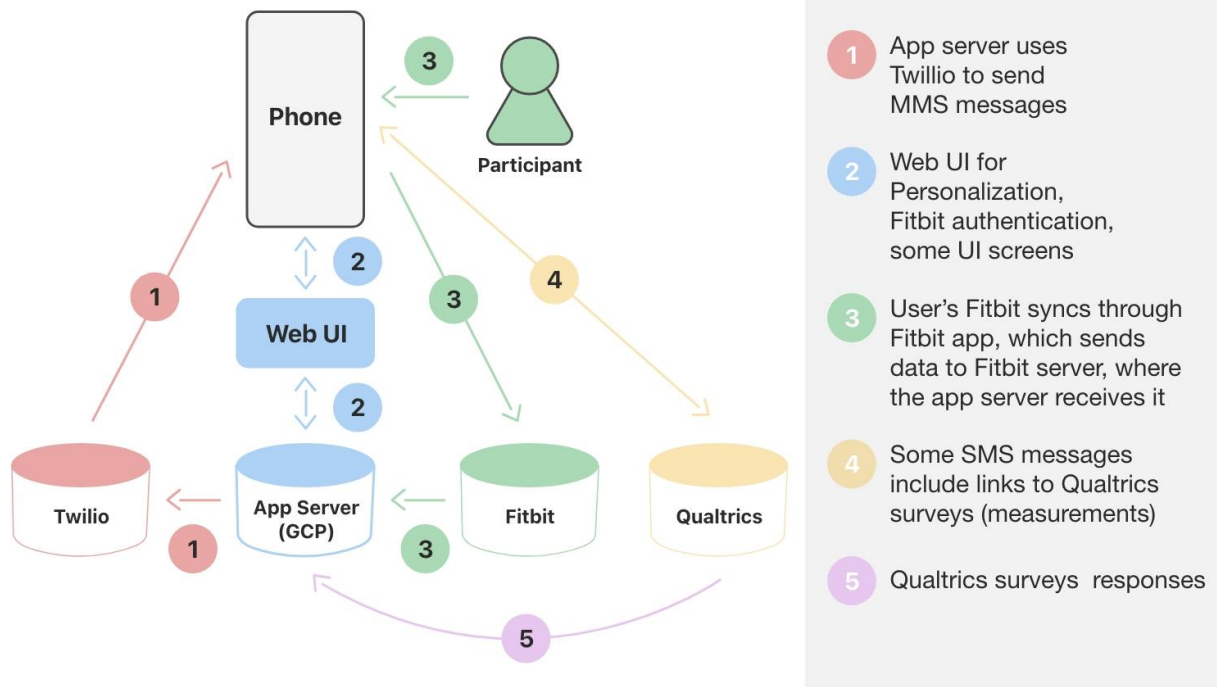 3
Phone
Participant
1
2
3
4
Web UI
2
Twilio
App Server
(GCP)
Fitbit
Qualtrics
1
3
5
1
App server uses
Twillio to send
MMS messages
2
Web UI for
Personalization,
Fitbit authentication,
some UI screens
3
User's Fitbit syncs through
Fitbit app, which sends
data to Fitbit server, where
the app server receives it
4
Some SMS messages
include links to Qualtrics
surveys (measurements)
5
Qualtrics surveys  responses